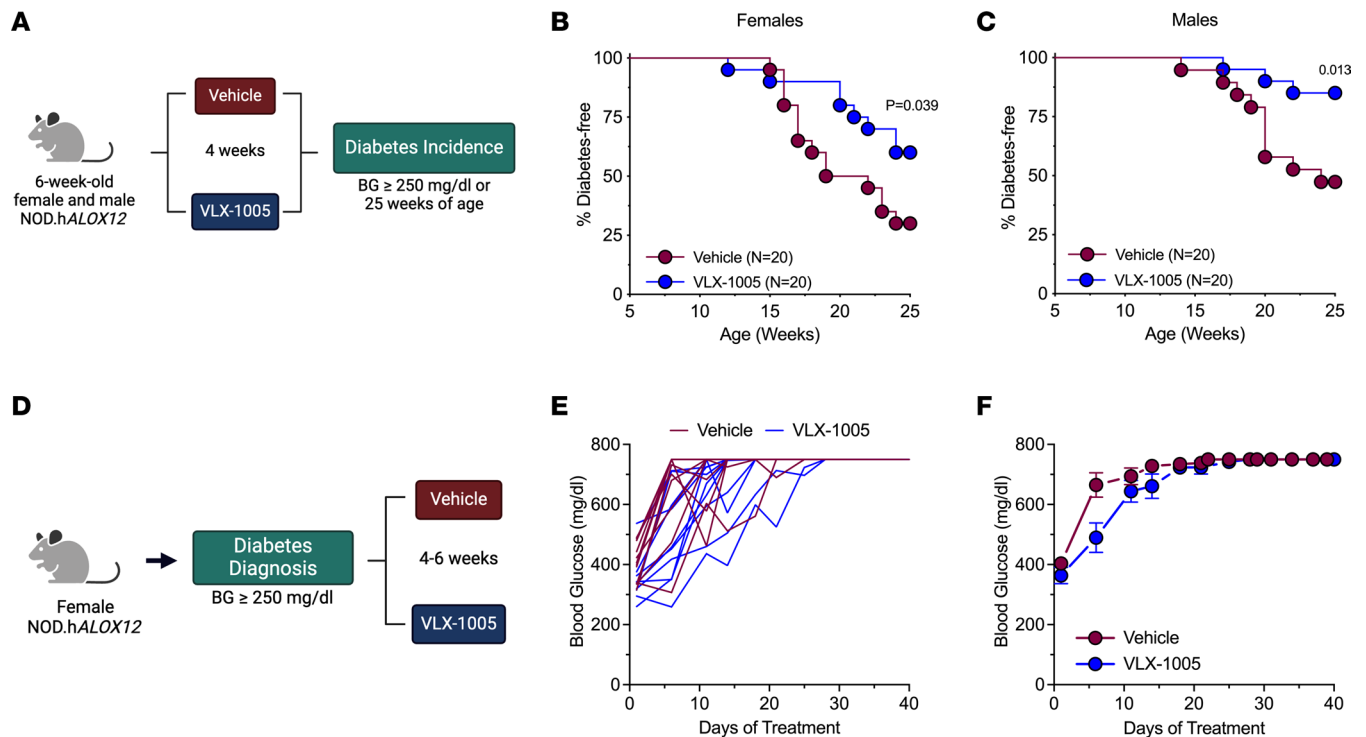 A
Vehicle
4 weeks
VLX-1005
6-week-old
female and male
NOD.hALOX12
Diabetes Incidence
BG ≥ 250 mg/dl or
25 weeks of age
B
Females
% Diabetes-free
100
75
50
25
0
P=0.039
Vehicle (N=20)
VLX-1005 (N=20)
5 10 15 20 25
Age (Weeks)
C
Males
% Diabetes-free
100
75
50
25
0
0.013
Vehicle (N=20)
VLX-1005 (N=20)
5 10 15 20 25
Age (Weeks)
D
Female
NOD.hALOX12
Diabetes
Diagnosis
BG ≥ 250 mg/dl
Vehicle
4-6 weeks
VLX-1005
E
Vehicle VLX-1005
Blood Glucose (mg/dl)
800
600
400
200
0
0 10 20 30 40
Days of Treatment
F
Blood Glucose (mg/dl)
800
600
400
200
0
Vehicle
VLX-1005
0 10 20 30 40
Days of Treatment